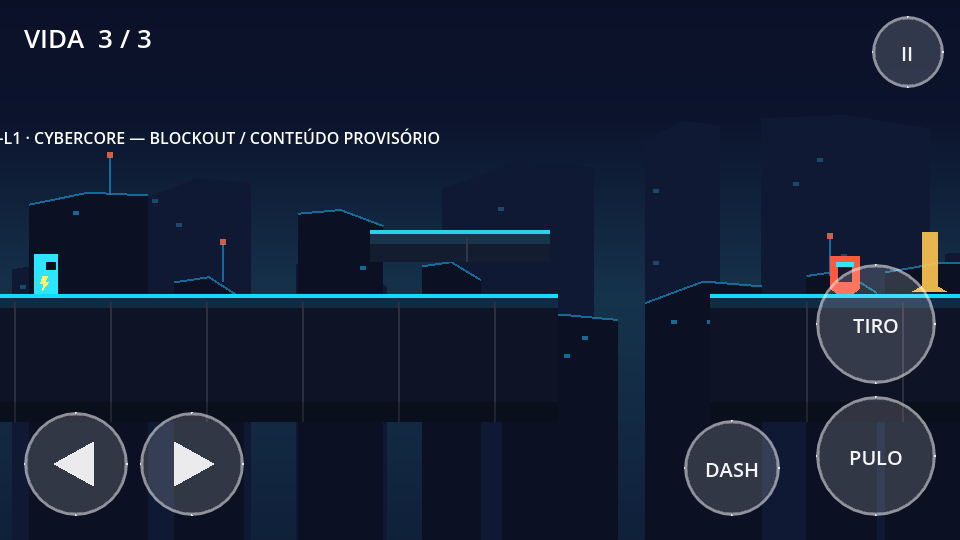 VIDA 3 / 3
II
-L1 · CYBERCORE — BLOCKOUT / CONTEÚDO PROVISÓRIO
TIRO
DASH
PULO